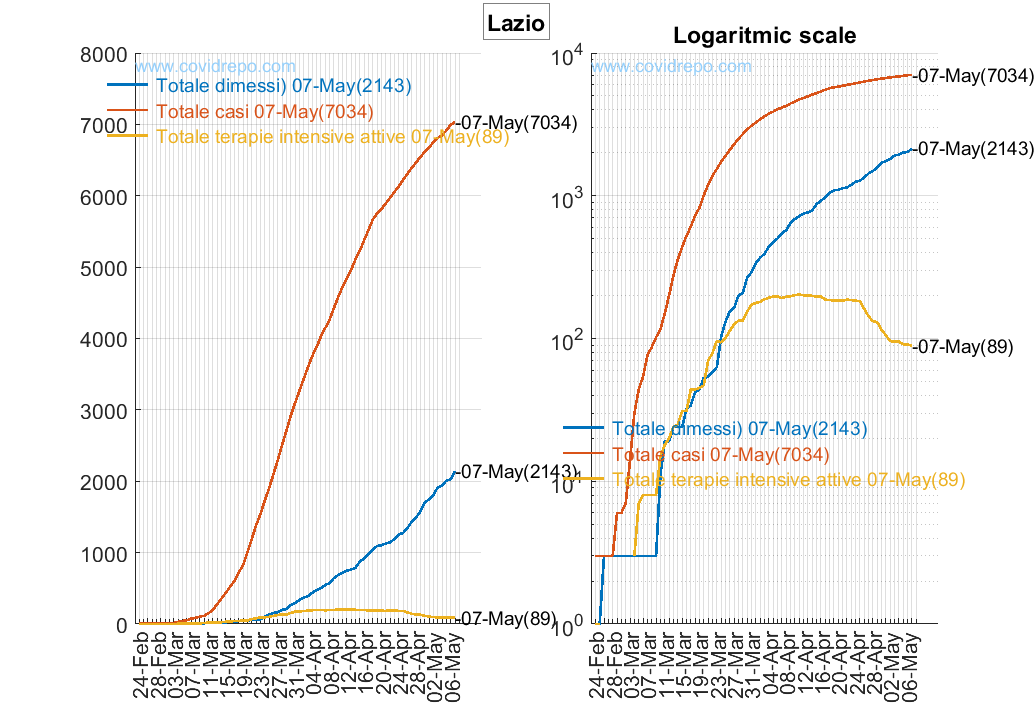 Lazio
Logaritmic scale
www.covidrepo.com
Totale dimessi) 07-May(2143)
Totale casi 07-May(7034)
Totale terapie intensive attive 07-May(89)
8000
7000
6000
5000
4000
3000
2000
1000
0
-07-May(7034)
-07-May(2143)
-07-May(89)
24-Feb
28-Feb
03-Mar
07-Mar
11-Mar
15-Mar
19-Mar
23-Mar
27-Mar
31-Mar
04-Apr
08-Apr
12-Apr
16-Apr
20-Apr
24-Apr
28-Apr
02-May
06-May
www.covidrepo.com
10^4
10^3
10^2
10^1
10^0
-07-May(7034)
-07-May(2143)
-07-May(89)
Totale dimessi) 07-May(2143)
Totale casi 07-May(7034)
Totale terapie intensive attive 07-May(89)
24-Feb
28-Feb
03-Mar
07-Mar
11-Mar
15-Mar
19-Mar
23-Mar
27-Mar
31-Mar
04-Apr
08-Apr
12-Apr
16-Apr
20-Apr
24-Apr
28-Apr
02-May
06-May